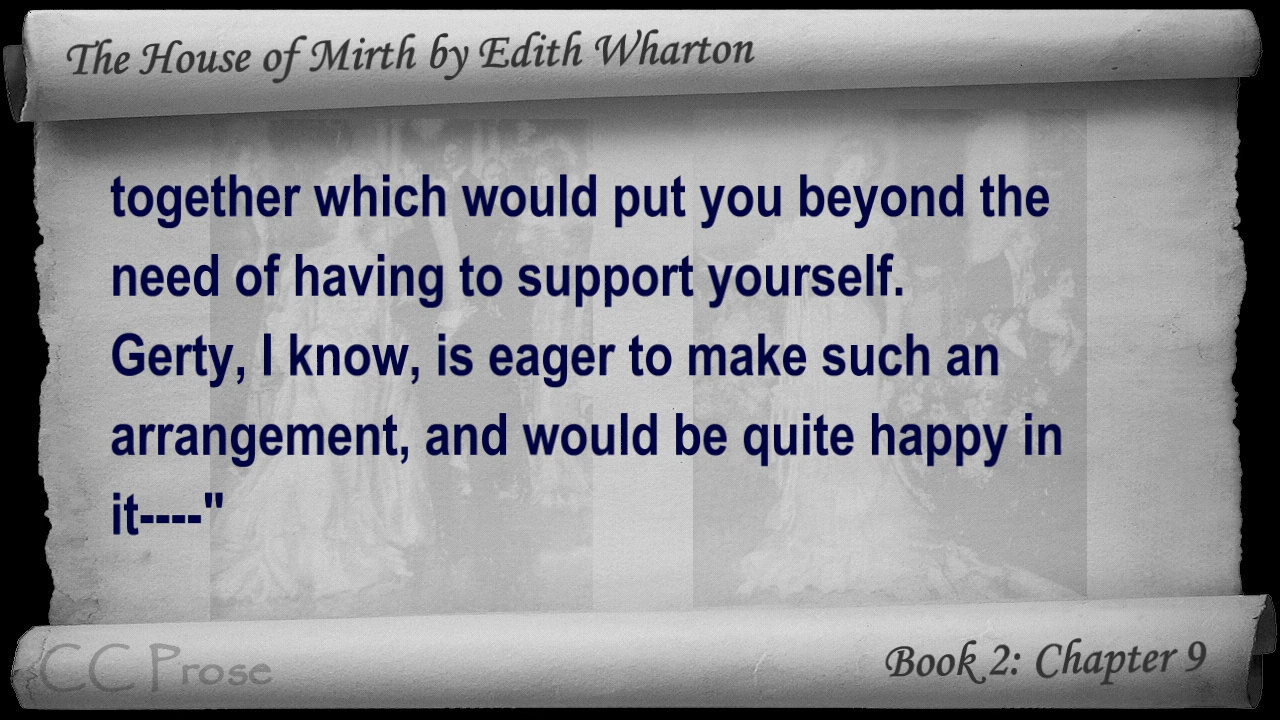 The House of Mirth by Edith Wharton
together which would put you beyond the
need of having to support yourself.
Gerty, I know, is eager to make such an
arrangement, and would be quite happy in
it----"
CC Prose
Book 2: Chapter 9